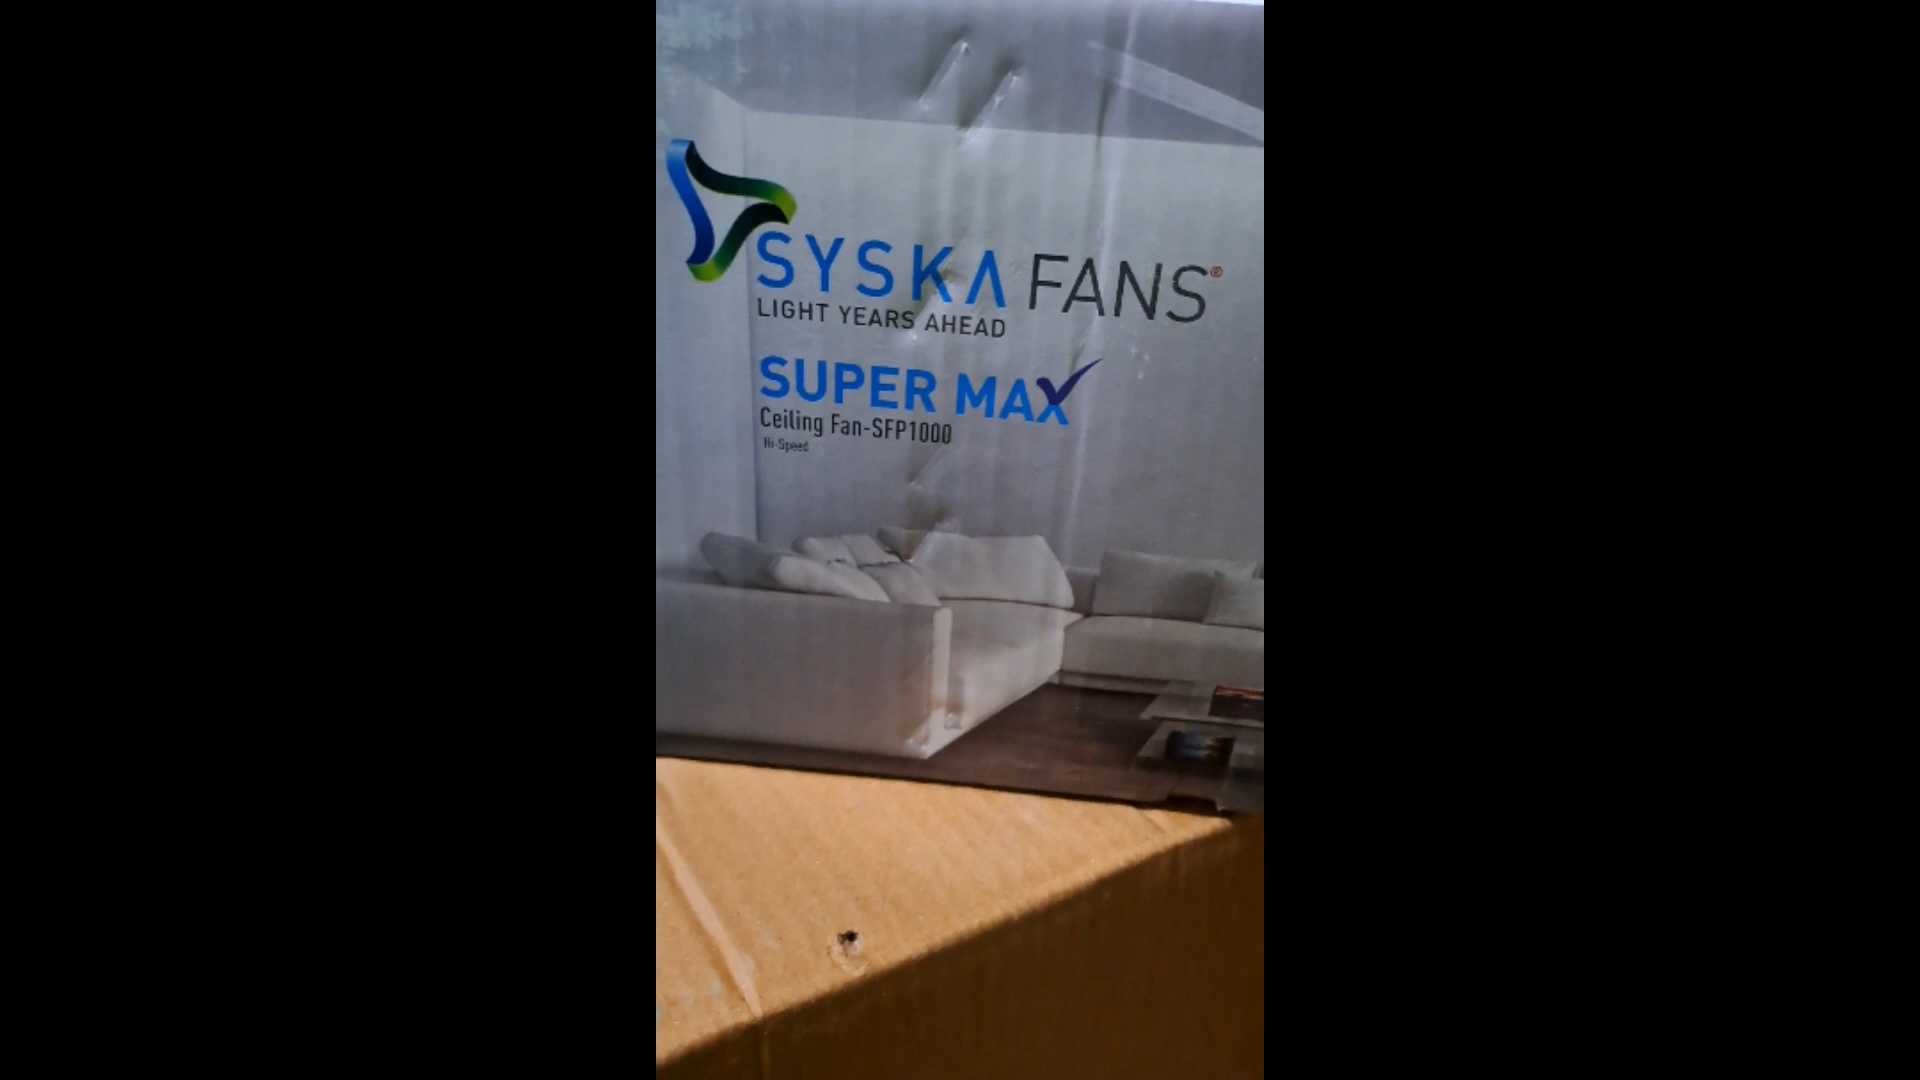 SYSKA FANS®
LIGHT YEARS AHEAD
SUPER MAX
Ceiling Fan-SFP1000
Hi-Speed